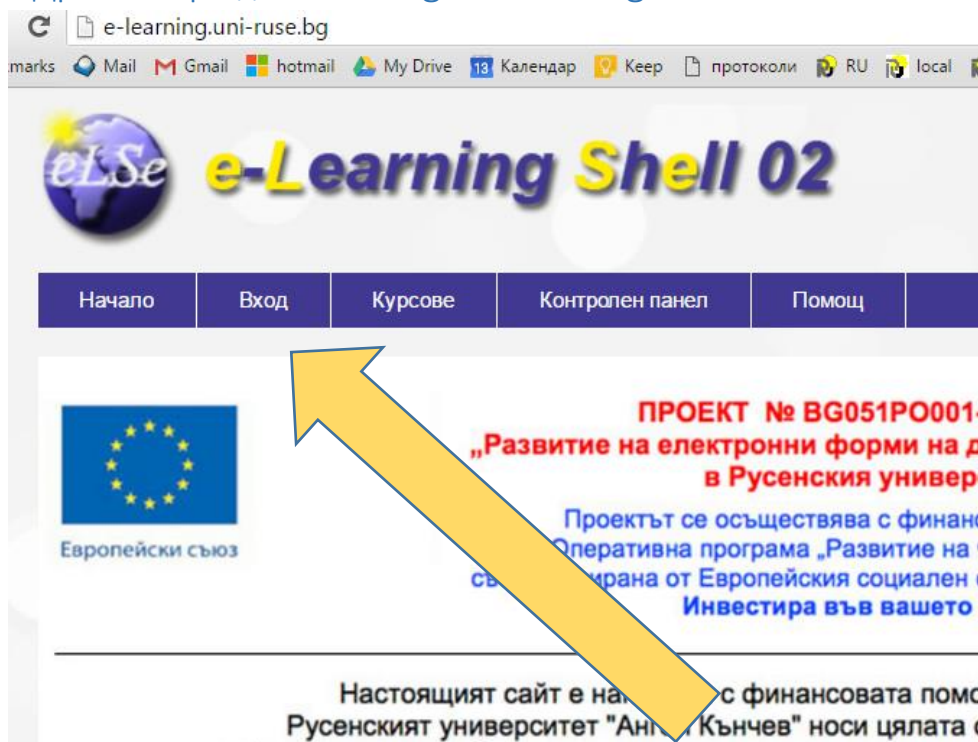 e-learning.uni-ruse.bg
marks Mail Gmail hotmail My Drive 13 Календар Keep протоколи RU local
eLSe e-Learning Shell 02
Начало Вход Курсове Контролен панел Помощ
ПРОЕКТ № BG051PO001-
„Развитие на електронни форми на
в Русенския универ
Проектът се осъществява с финанс
Оперативна програма „Развитие на
Европейски съюз
от Европейския социален
Инвестира във вашето
Настоящият сайт е с финансовата помо
Русенският университет "Ангел Кънчев" носи цялата